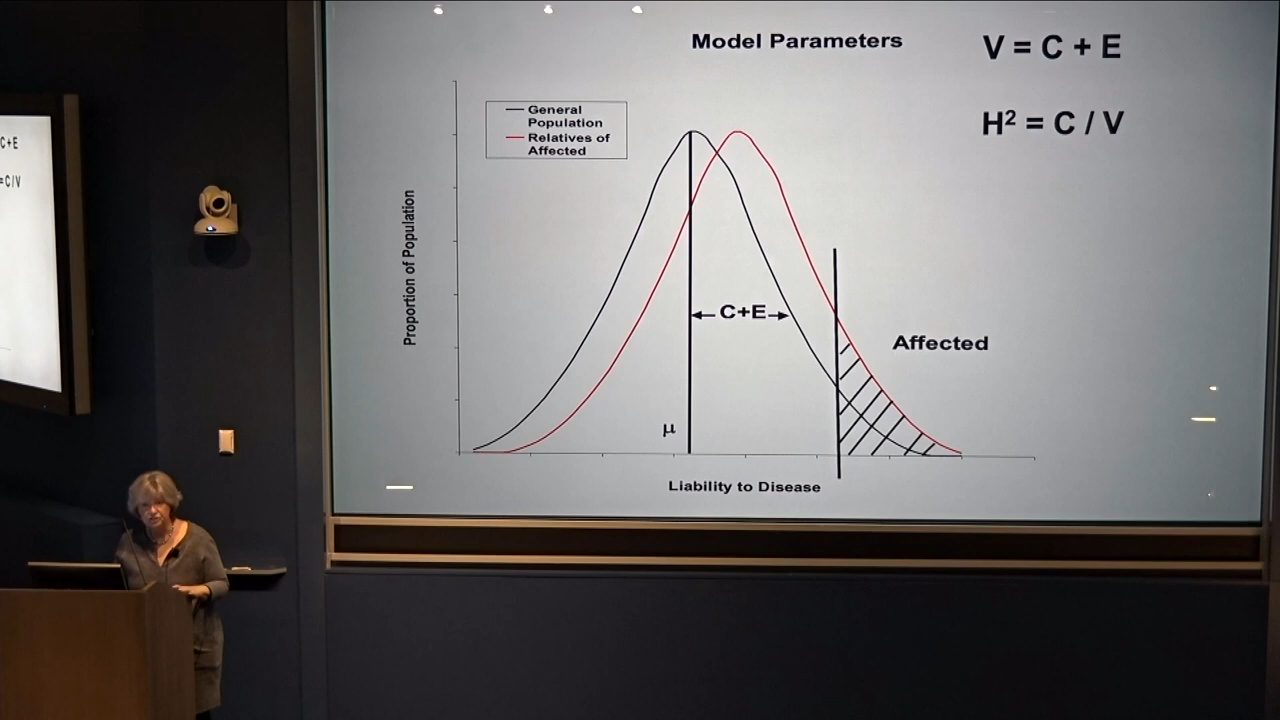 Model Parameters
V = C + E
H² = C / V
General
Population
Relatives of
Affected
Proportion of Population
C+E
Affected
μ
Liability to Disease
C+E
=C/V